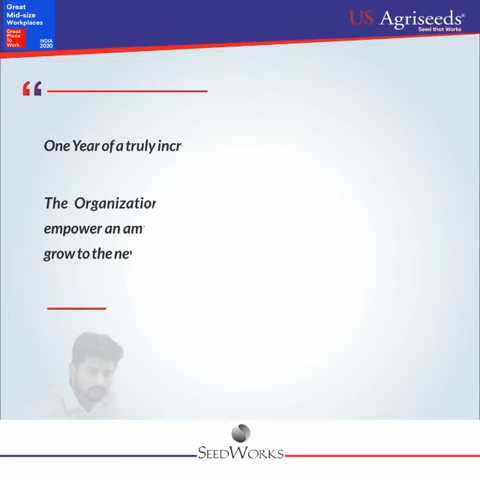 Great
Mid-size
Workplaces
Great
Place
To
Work.
INDIA
2020
US Agriseeds®
Seed that Works
One Year of a truly incr
The Organization
empower an am
grow to the ne
SEEDWORKS